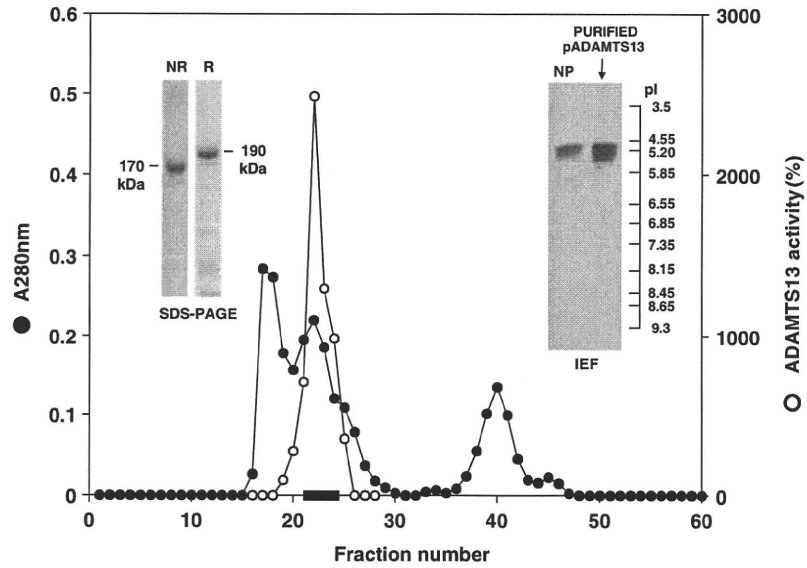 0.6
0.5
0.4
0.3
0.2
0.1
0
A280nm
3000
2000
1000
0
ADAMTS13 activity (%)
0 10 20 30 40 50 60
Fraction number
NR R
170 kDa
190 kDa
SDS-PAGE
PURIFIED
pADAMTS13
NP
pI
3.5
4.55
5.20
5.85
6.55
6.85
7.35
8.15
8.45
8.65
9.3
IEF